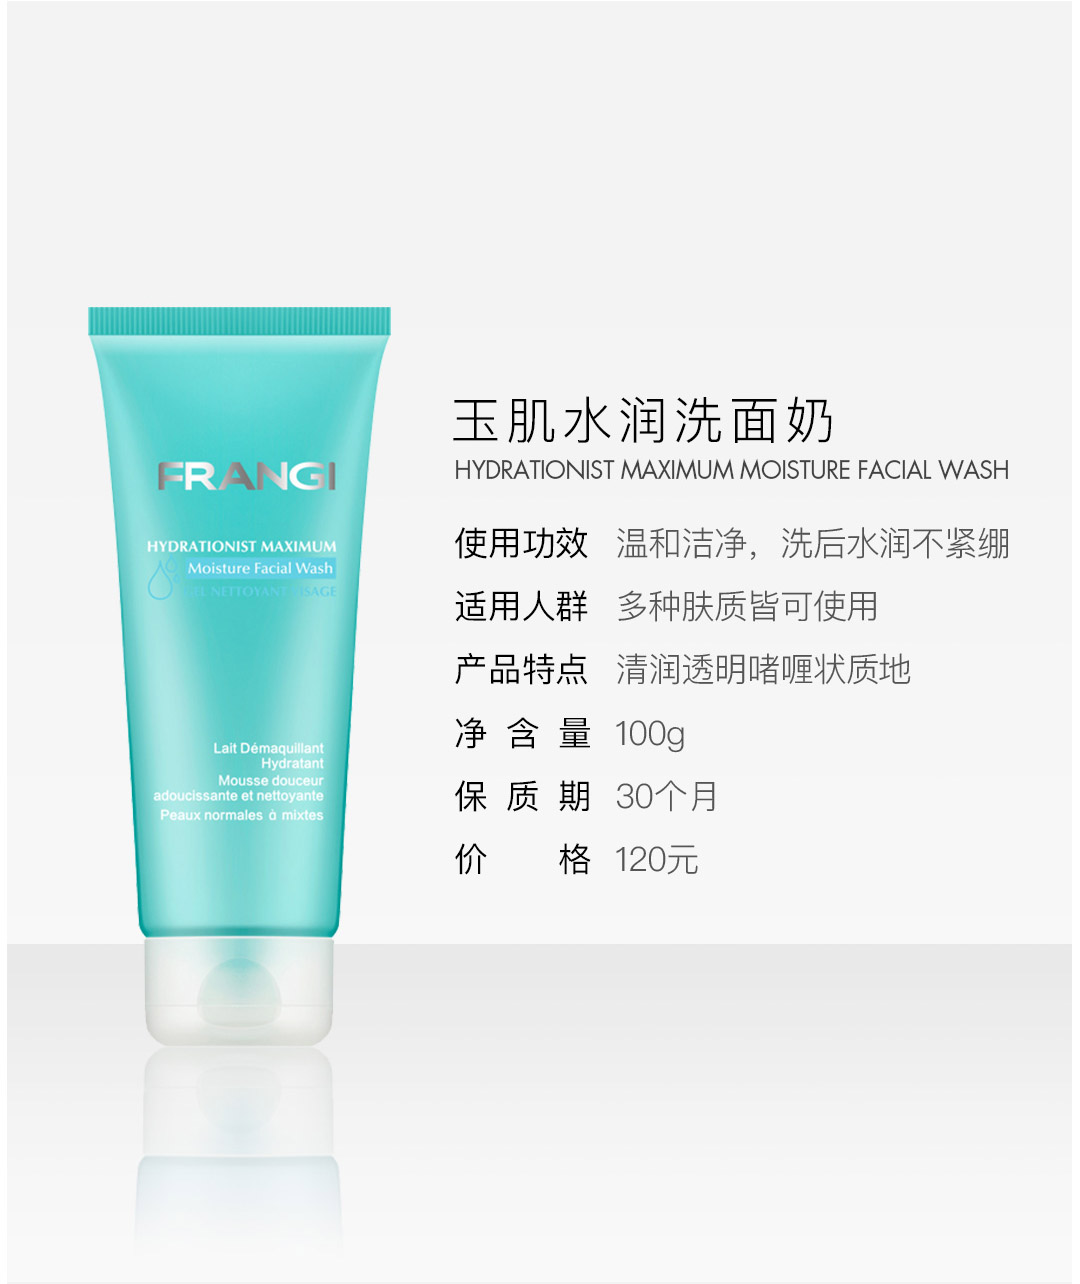 FRANGI
HYDRATIONIST MAXIMUM
Moisture Facial Wash
GEL NETTOYANT VISAGE
Lait Démaquillant
Hydratant
Mousse douceur
adoucissante et nettoyante
Peaux normales à mixtes
玉肌水润洗面奶
HYDRATIONIST MAXIMUM MOISTURE FACIAL WASH
使用功效 温和洁净，洗后水润不紧绷
适用人群 多种肤质皆可使用
产品特点 清润透明啫喱状质地
净含量 100g
保质期 30个月
价格 120元